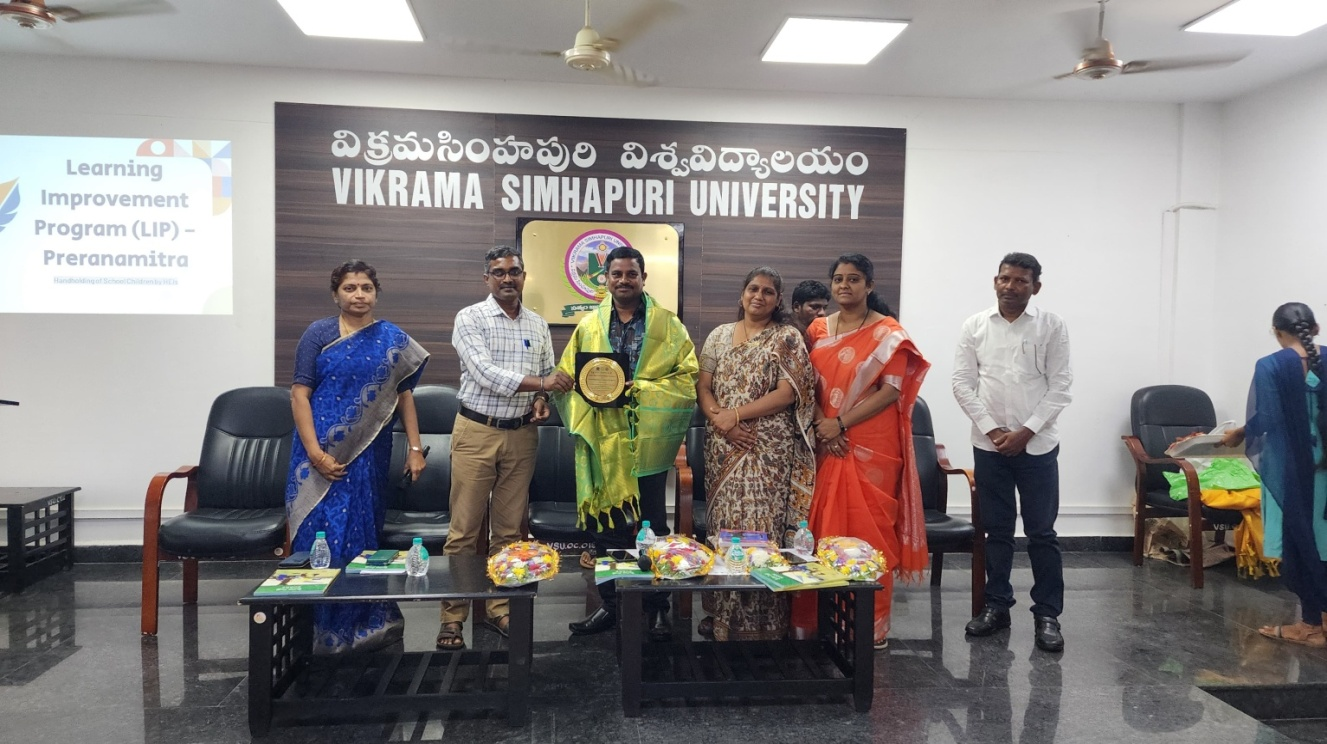 Learning
Improvement
Program (LIP) –
Preranamitra
విక్రమసింహపురి విశ్వవిద్యాలయం
VIKRAMA SIMHAPURI UNIVERSITY